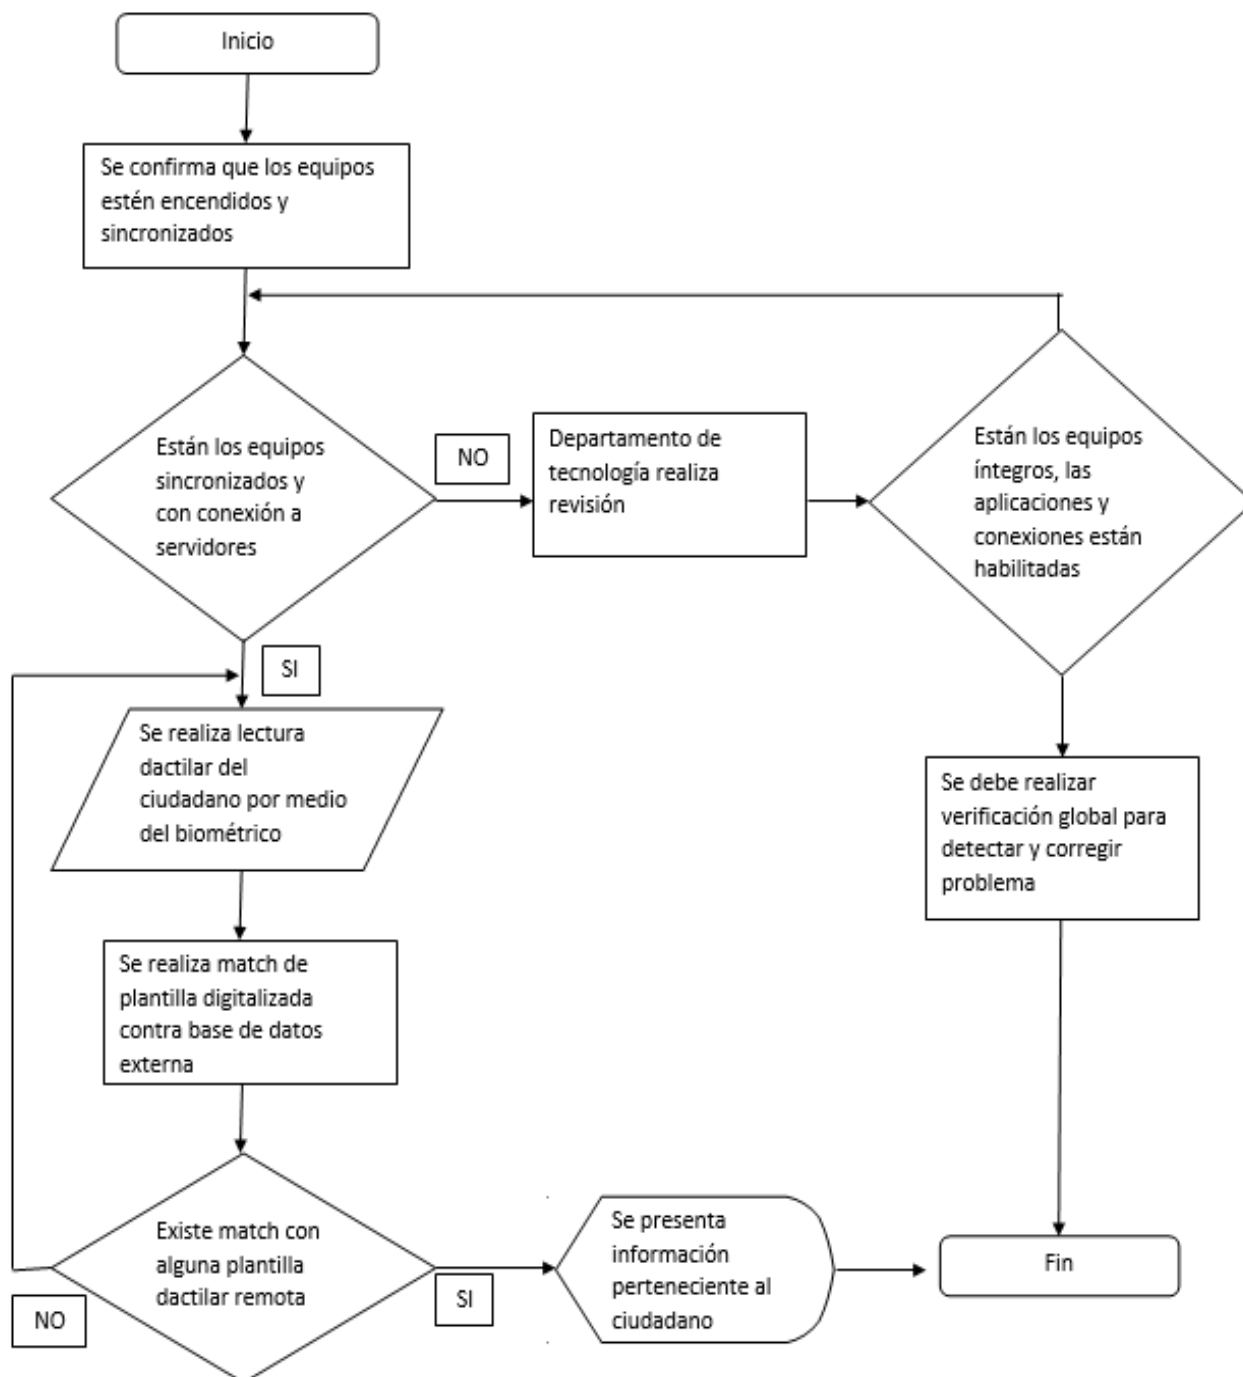 Inicio
Se confirma que los equipos
estén encendidos y
sincronizados
Están los equipos
sincronizados y
con conexión a
servidores
NO
Departamento de
tecnología realiza
revisión
Están los equipos
íntegros, las
aplicaciones y
conexiones están
habilitadas
SI
Se realiza lectura
dactilar del
ciudadano por medio
del biométrico
Se debe realizar
verificación global para
detectar y corregir
problema
Se realiza match de
plantilla digitalizada
contra base de datos
externa
Existe match con
alguna plantilla
dactilar remota
NO
SI
Se presenta
información
perteneciente al
ciudadano
Fin